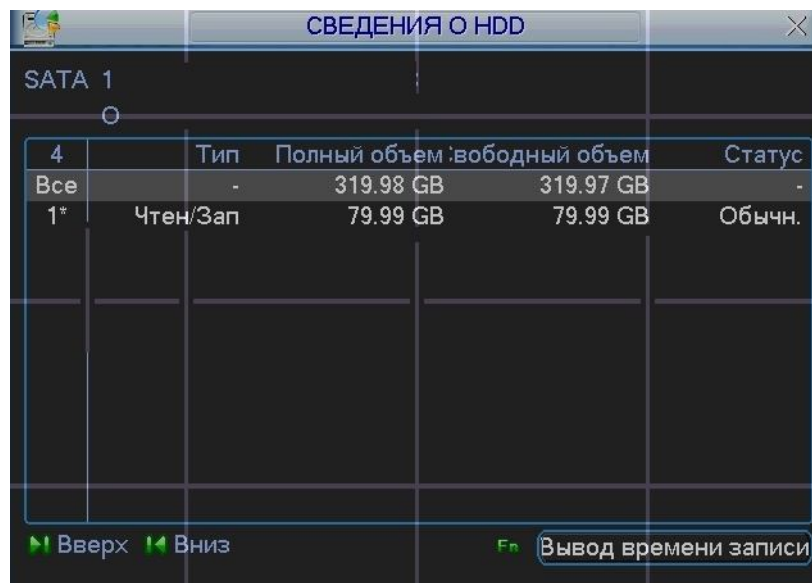 СВЕДЕНИЯ О HDD
SATA 1
O
4 Тип Полный объем вободный объем Статус
Все - 319.98 GB 319.97 GB -
1* Чтен/Зап 79.99 GB 79.99 GB Обычн.
Вверх Вниз Fn Вывод времени записи